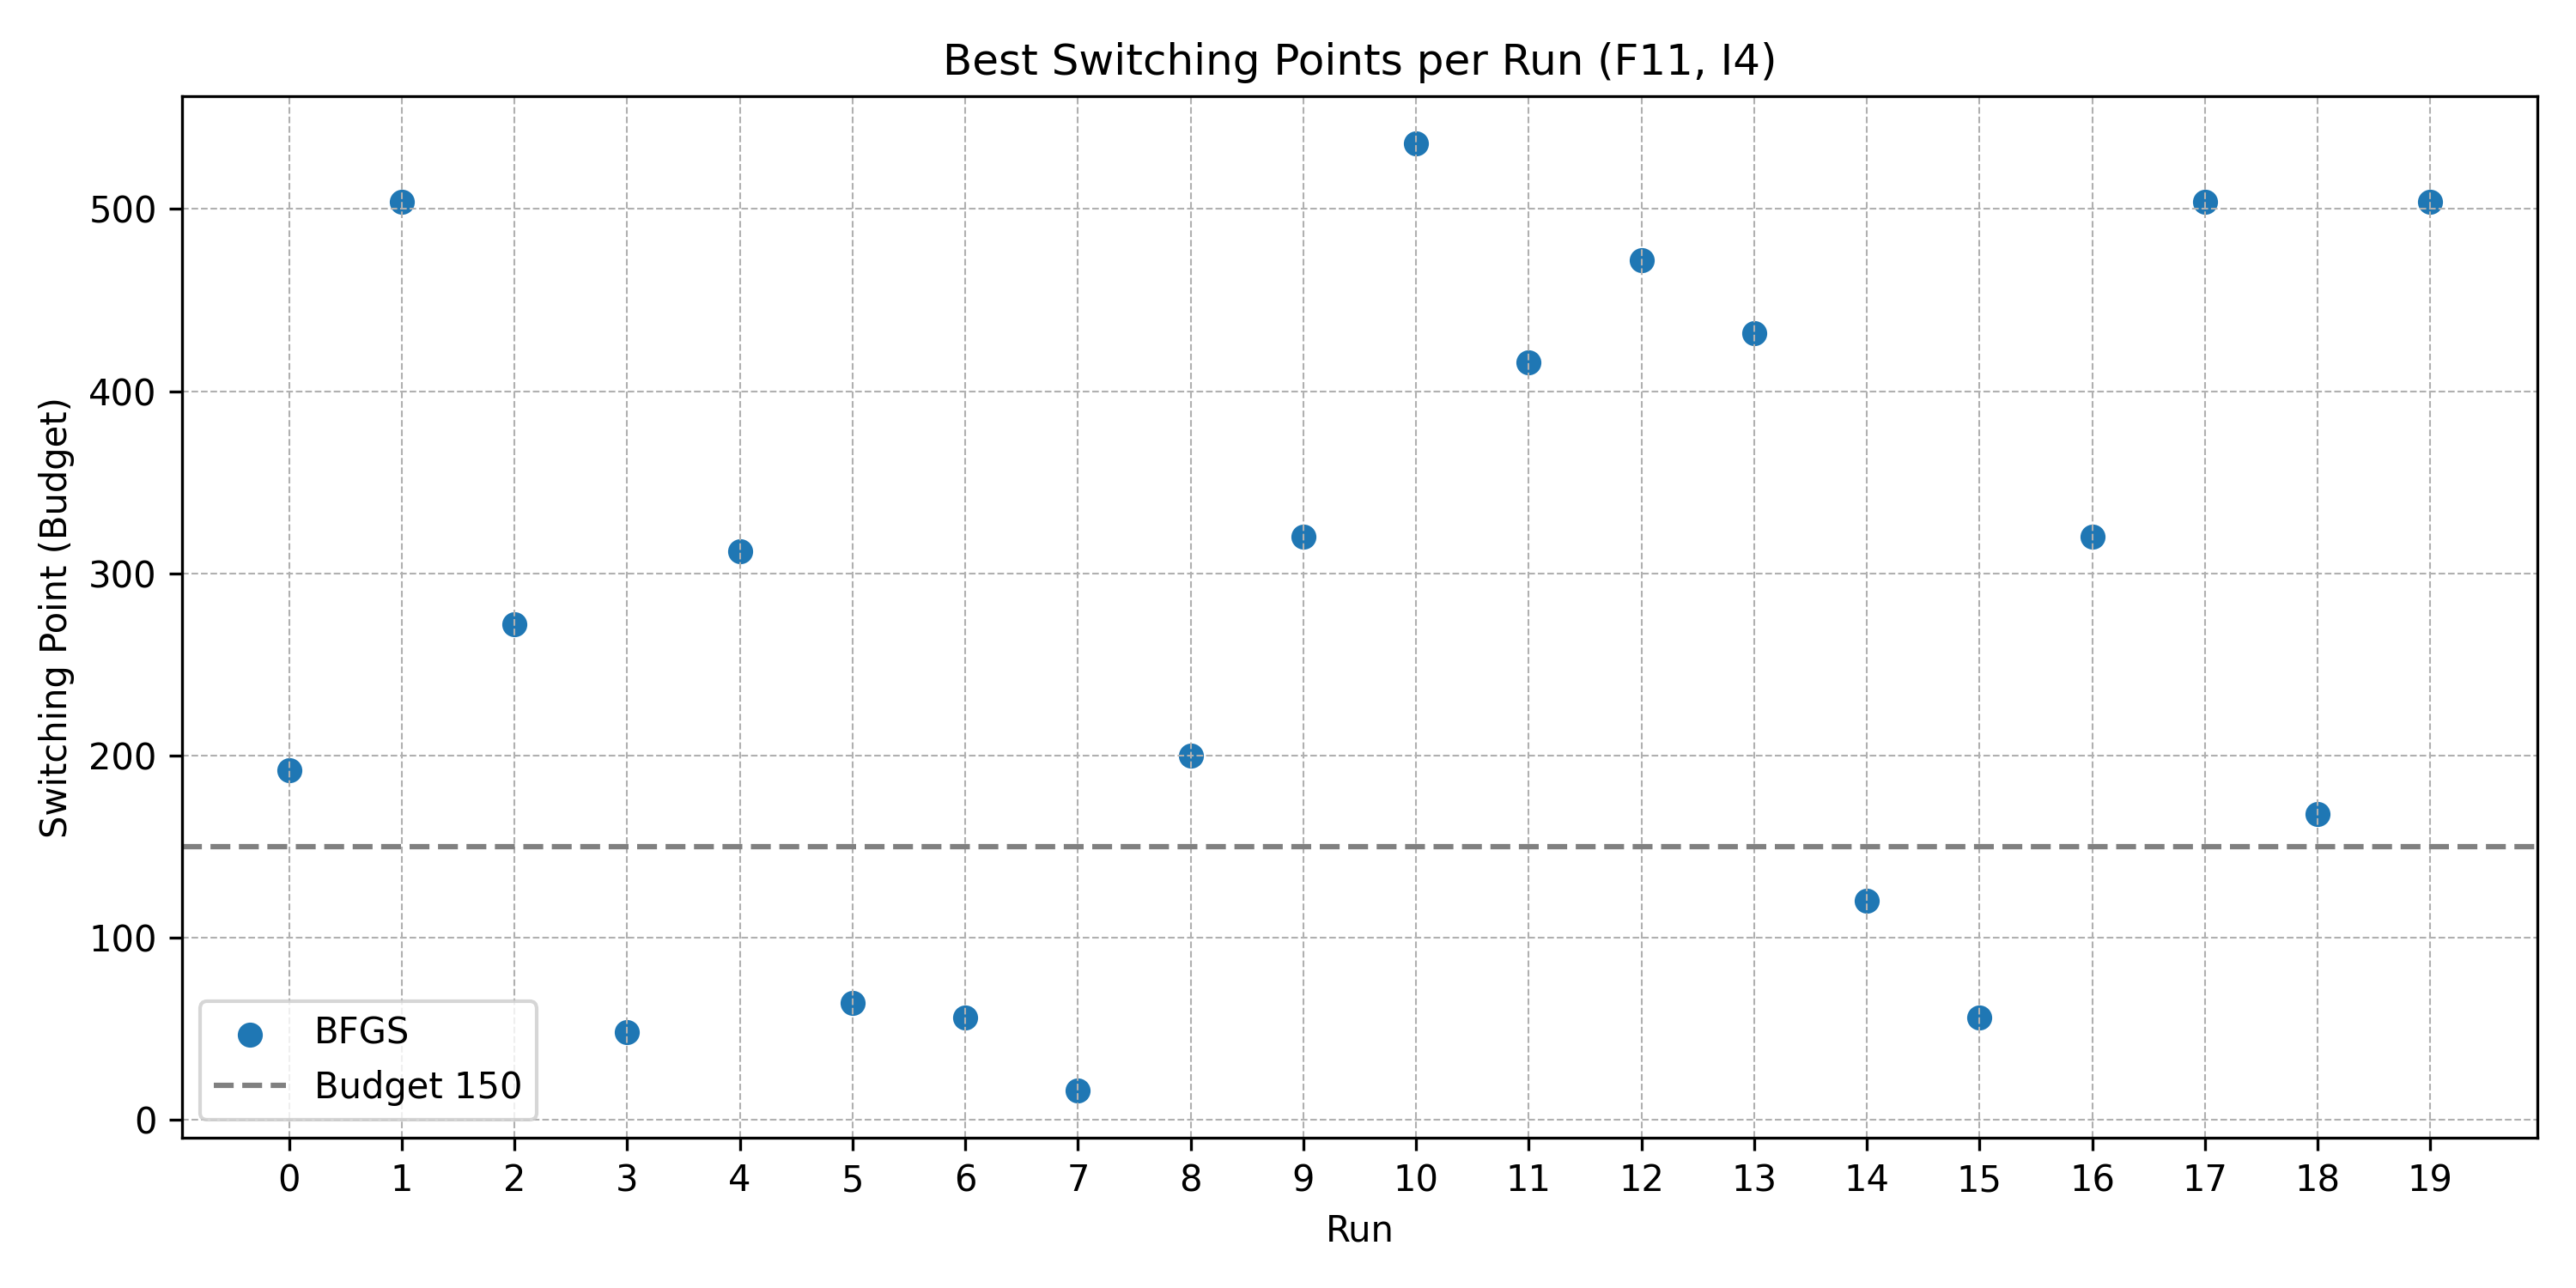 Best Switching Points per Run (F11, I4)
Switching Point (Budget)
500
400
300
200
100
0
BFGS
Budget 150
0 1 2 3 4 5 6 7 8 9 10 11 12 13 14 15 16 17 18 19
Run